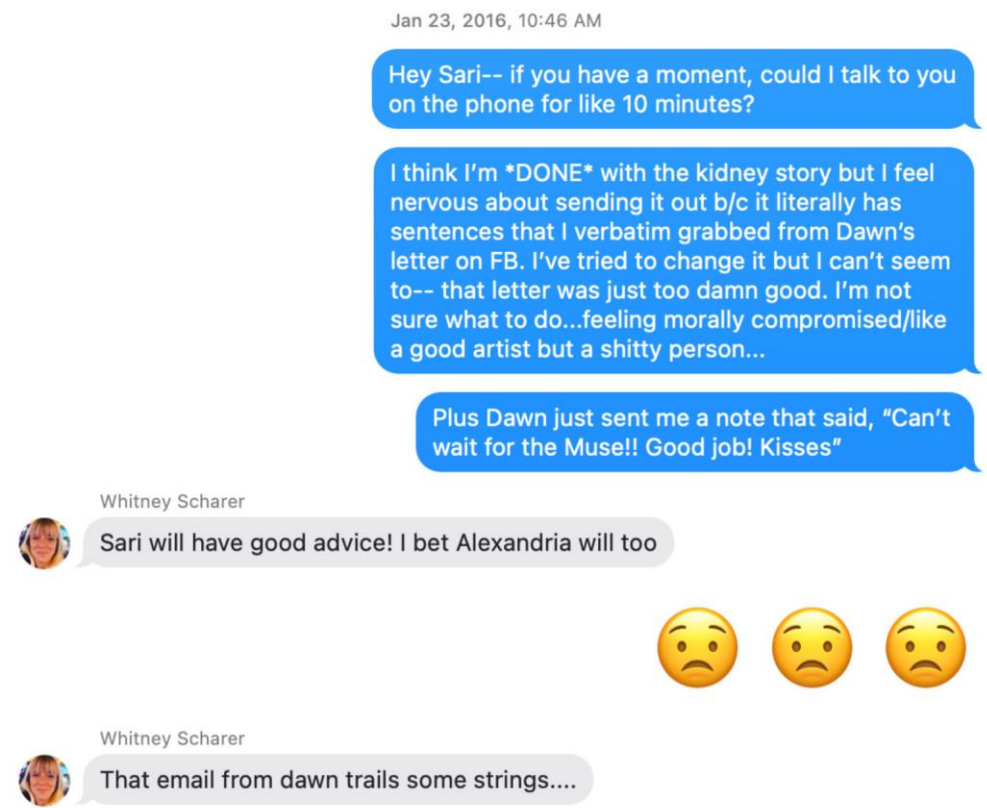 Jan 23, 2016, 10:46 AM
Hey Sari-- if you have a moment, could I talk to you
on the phone for like 10 minutes?
I think I’m *DONE* with the kidney story but I feel
nervous about sending it out b/c it literally has
sentences that I verbatim grabbed from Dawn’s
letter on FB. I’ve tried to change it but I can’t seem
to-- that letter was just too damn good. I’m not
sure what to do...feeling morally compromised/like
a good artist but a shitty person...
Plus Dawn just sent me a note that said, “Can’t
wait for the Muse!! Good job! Kisses”
Whitney Scharer
Sari will have good advice! I bet Alexandria will too
Whitney Scharer
That email from dawn trails some strings....